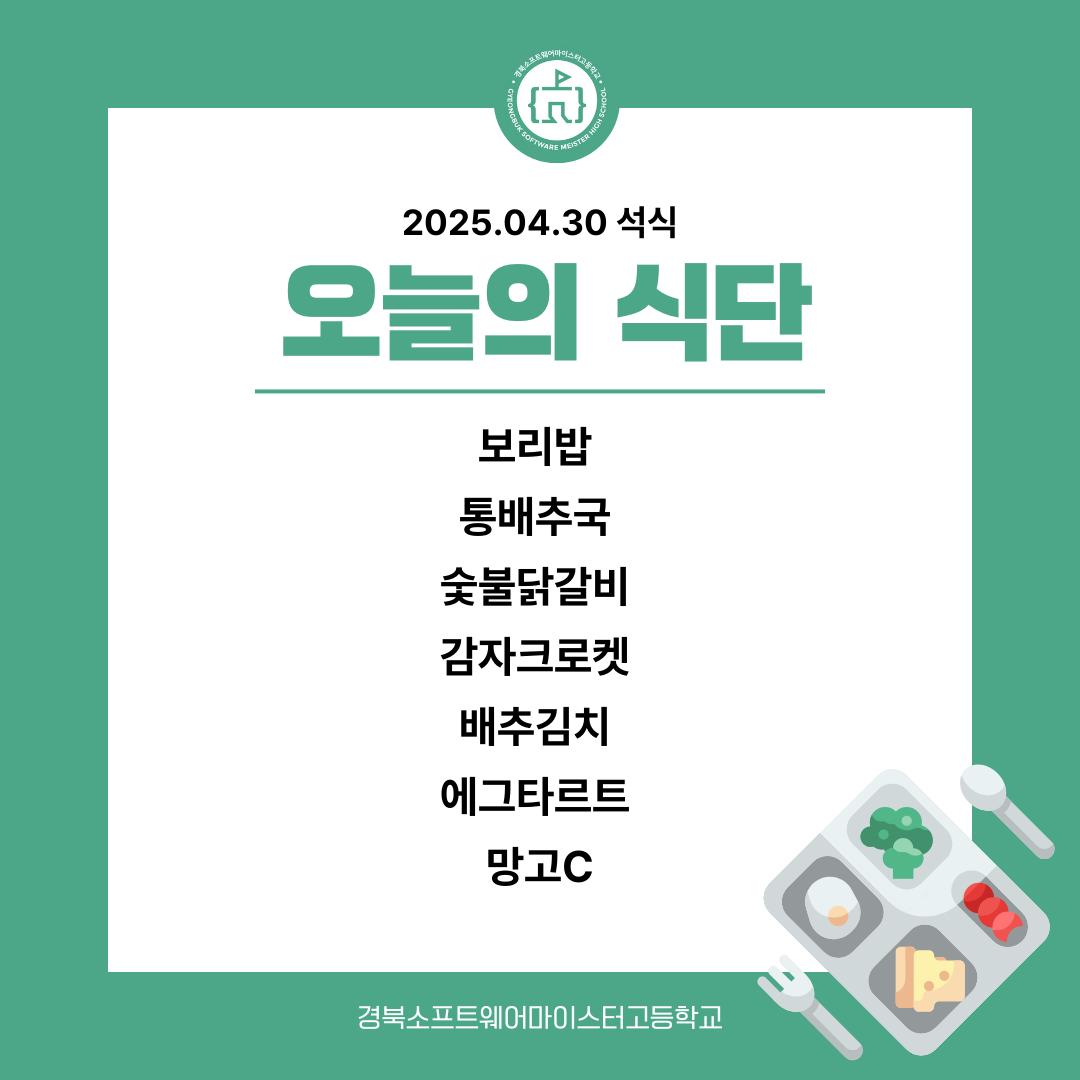 경북소프트웨어마이스터고등학교
GYEONGBUK SOFTWARE MEISTER HIGH SCHOOL
2025.04.30 석식
오늘의 식단
보리밥
통배추국
숯불닭갈비
감자크로켓
배추김치
에그타르트
망고C
경북소프트웨어마이스터고등학교